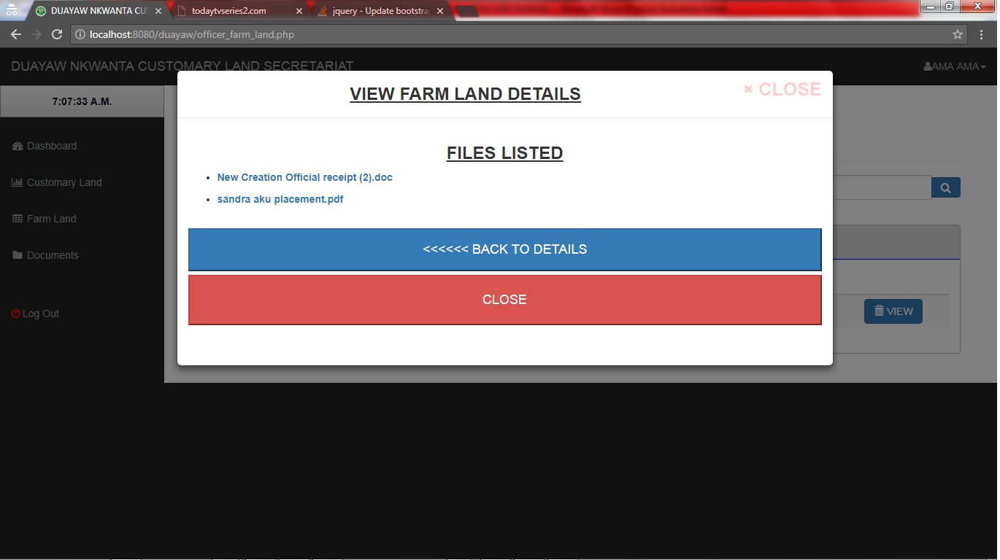 DUAYAW NKWANTA CUS
todaytvseries2.com
jquery - Update bootstra
localhost:8080/duayaw/officer_farm_land.php
DUAYAW NKWANTA CUSTOMARY LAND SECRETARIAT
AMA AMA
7:07:33 A.M.
VIEW FARM LAND DETAILS
× CLOSE
Dashboard
Customary Land
Farm Land
Documents
Log Out
FILES LISTED
• New Creation Official receipt (2).doc
• sandra aku placement.pdf
<<<<<< BACK TO DETAILS
CLOSE
VIEW